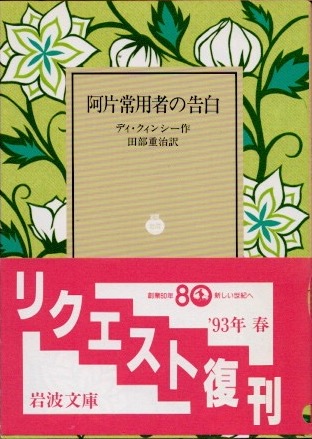 阿片常用者の告白
ディ・クィンシー作
田部重治訳
創業80年 80 新しい世紀へ
'93年 春
リクエスト復刊
岩波文庫